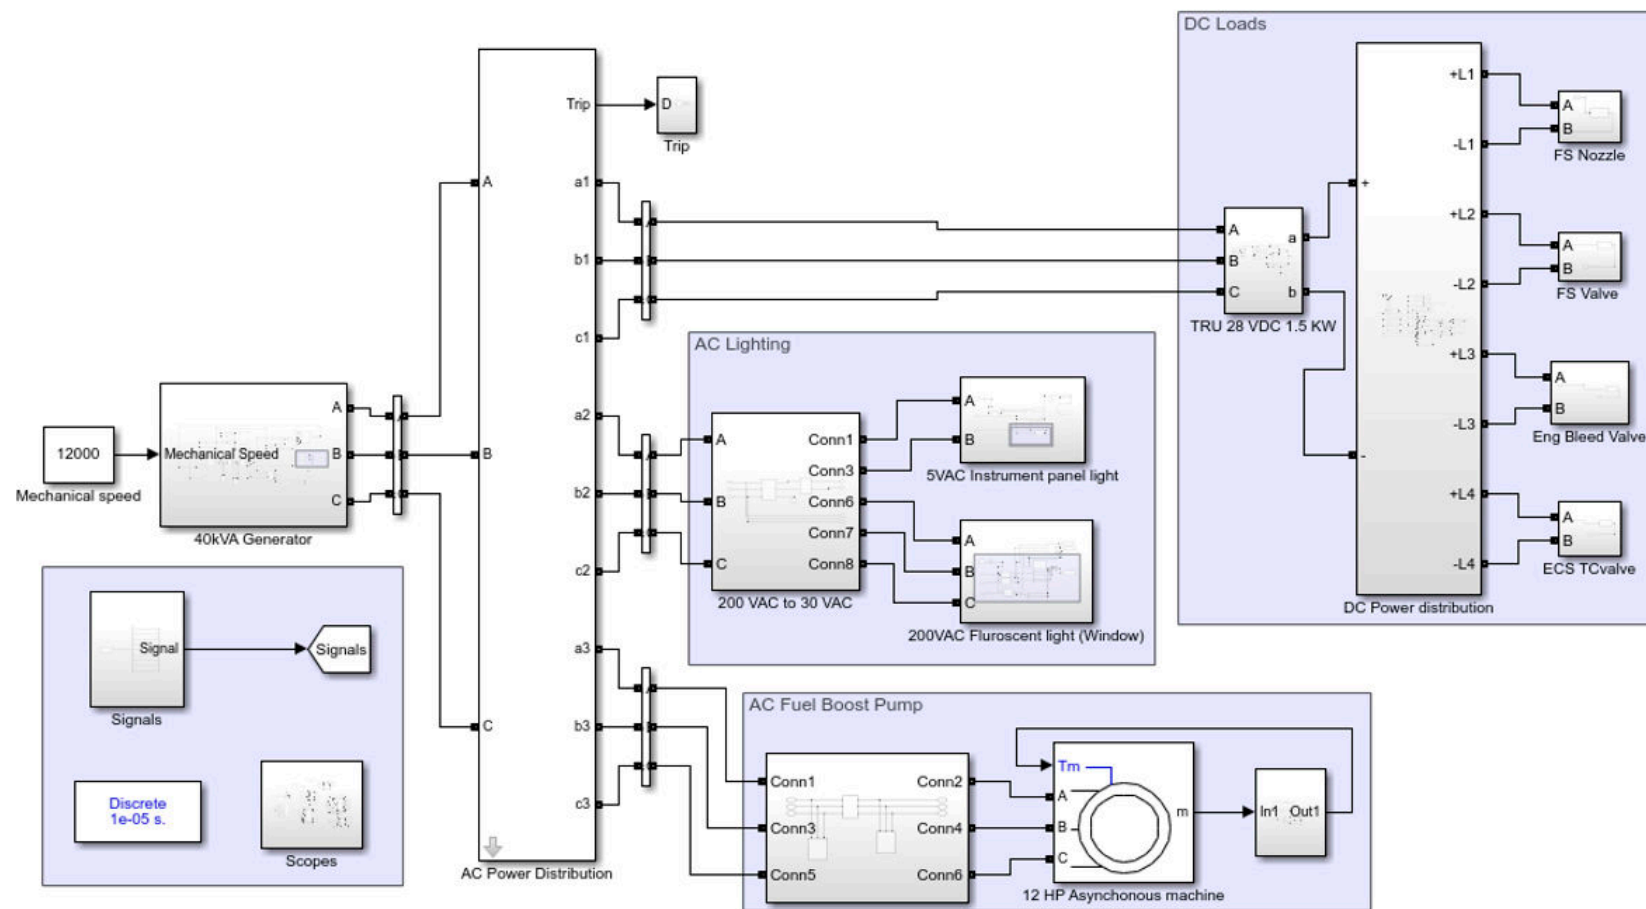 DC Loads
+L1
A
B
-L1
FS Nozzle
Trip
D
Trip
A
a1
+
+L2
A
B
-L2
FS Valve
A
B
C
a
b
TRU 28 VDC 1.5 KW
b1
c1
AC Lighting
+L3
A
B
-L3
Eng Bleed Valve
A
B
C
Mechanical Speed
40kVA Generator
12000
Mechanical speed
a2
B
b2
c2
A
B
C
Conn1
Conn3
Conn6
Conn7
Conn8
200 VAC to 30 VAC
A
B
5VAC Instrument panel light
A
B
C
200VAC Fluroscent light (Window)
-
+L4
A
B
-L4
ECS TCvalve
DC Power distribution
Signal
Signals
Signals
a3
C
b3
c3
AC Power Distribution
Discrete
1e-05 s.
Scopes
AC Fuel Boost Pump
Conn1
Conn3
Conn5
Conn2
Conn4
Conn6
Tm
A
B
C
m
12 HP Asynchonous machine
In1
Out1